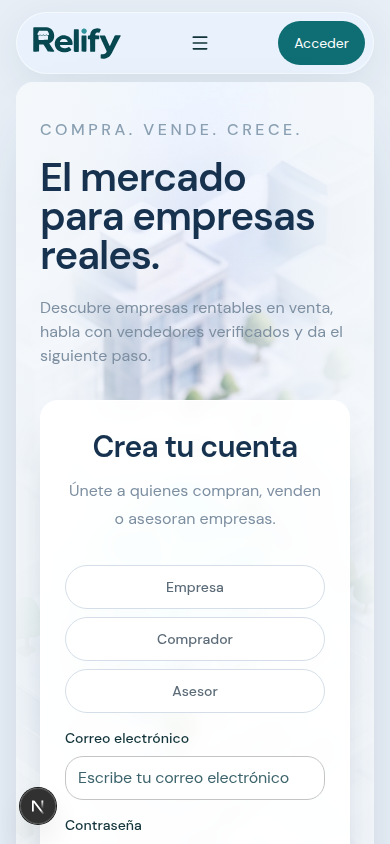 Relify
Acceder
COMPRA. VENDE. CRECE.
El mercado
para empresas
reales.
Descubre empresas rentables en venta,
habla con vendedores verificados y da el
siguiente paso.
Crea tu cuenta
Únete a quienes compran, venden
o asesoran empresas.
Empresa
Comprador
Asesor
Correo electrónico
Escribe tu correo electrónico
N
Contraseña